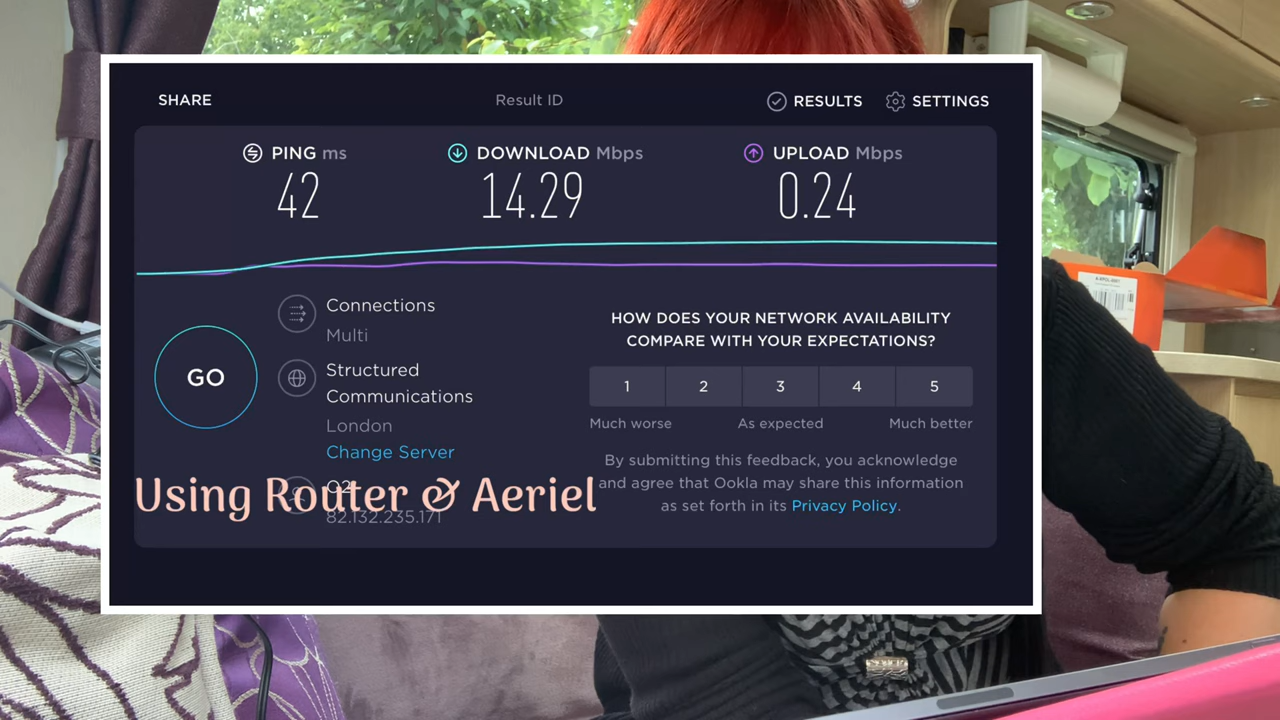 SHARE
Result ID
RESULTS
SETTINGS
PING ms
DOWNLOAD Mbps
UPLOAD Mbps
42
14.29
0.24
GO
Connections
Multi
Structured
Communications
London
Change Server
O2
82.132.235.171
HOW DOES YOUR NETWORK AVAILABILITY
COMPARE WITH YOUR EXPECTATIONS?
1 2 3 4 5
Much worse As expected Much better
By submitting this feedback, you acknowledge
and agree that Ookla may share this information
as set forth in its Privacy Policy.
Using Router & Aeriel